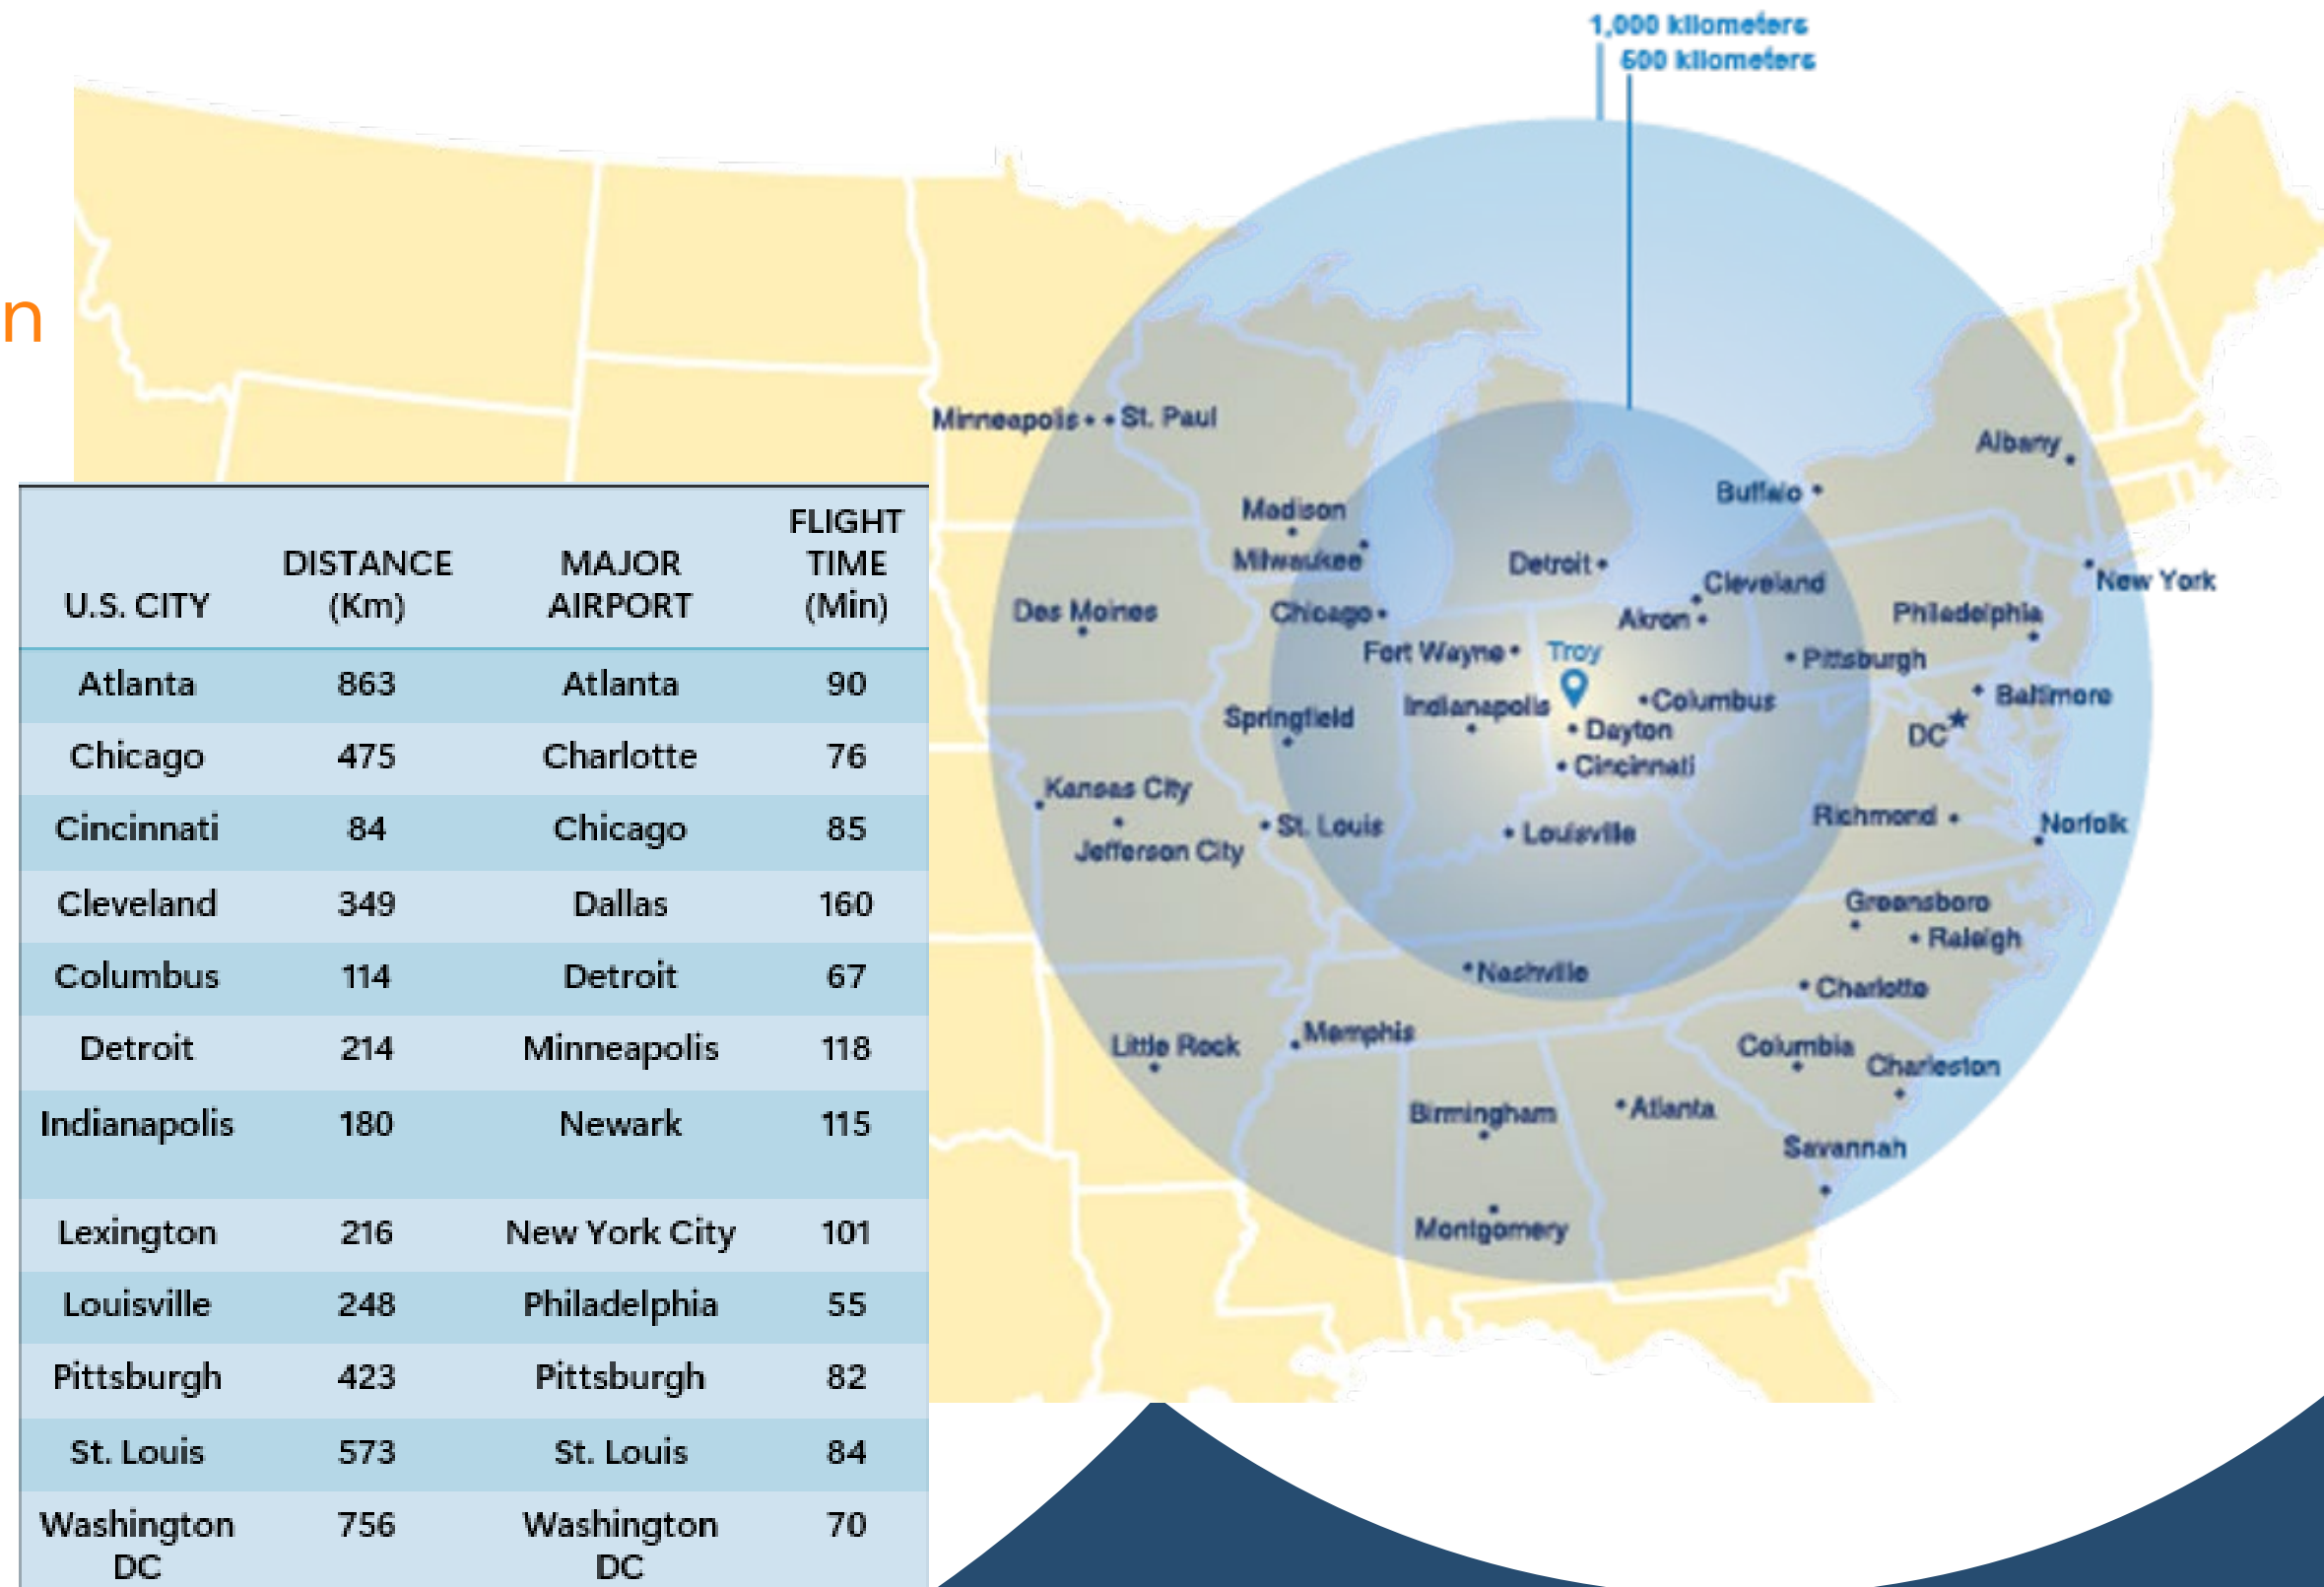 1,000 kilometers
500 kilometers
n
Minneapolis
St. Paul
Albany
Buffalo
Madison
Milwaukee
Detroit
Cleveland
New York
Des Moines
Chicago
Akron
Philadelphia
Fort Wayne
Troy
Pittsburgh
Indianapolis
Columbus
Baltimore
Springfield
Dayton
DC
Cincinnati
Kansas City
St. Louis
Louisville
Richmond
Norfolk
Jefferson City
Greensboro
Raleigh
Nashville
Charlotte
Little Rock
Memphis
Columbia
Charleston
Birmingham
Atlanta
Savannah
Montgomery
U.S. CITY DISTANCE (Km) MAJOR AIRPORT FLIGHT TIME (Min)
Atlanta 863 Atlanta 90
Chicago 475 Charlotte 76
Cincinnati 84 Chicago 85
Cleveland 349 Dallas 160
Columbus 114 Detroit 67
Detroit 214 Minneapolis 118
Indianapolis 180 Newark 115
Lexington 216 New York City 101
Louisville 248 Philadelphia 55
Pittsburgh 423 Pittsburgh 82
St. Louis 573 St. Louis 84
Washington DC 756 Washington DC 70